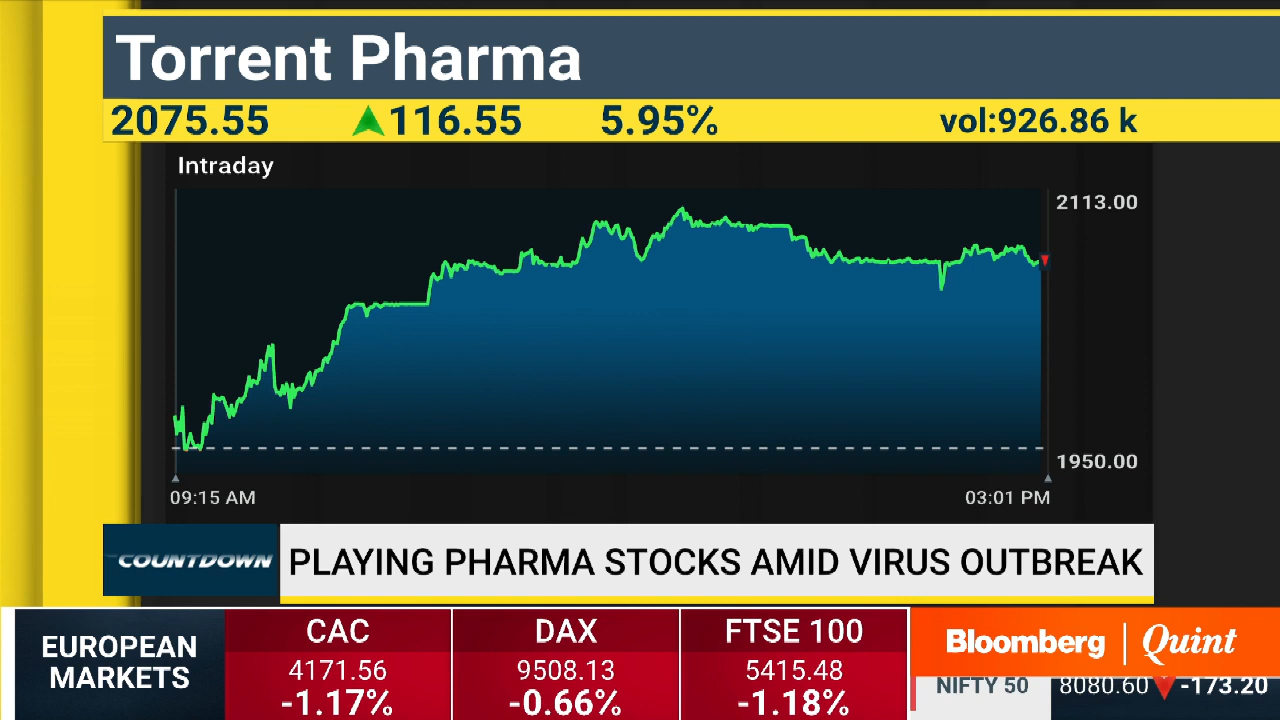 Torrent Pharma
2075.55 ▲116.55 5.95% vol:926.86 k
Intraday
2113.00
1950.00
09:15 AM 03:01 PM
COUNTDOWN PLAYING PHARMA STOCKS AMID VIRUS OUTBREAK
EUROPEAN MARKETS
CAC
4171.56
-1.17%
DAX
9508.13
-0.66%
FTSE 100
5415.48
-1.18%
Bloomberg | Quint
NIFTY 50 8080.60 ▼ -173.20